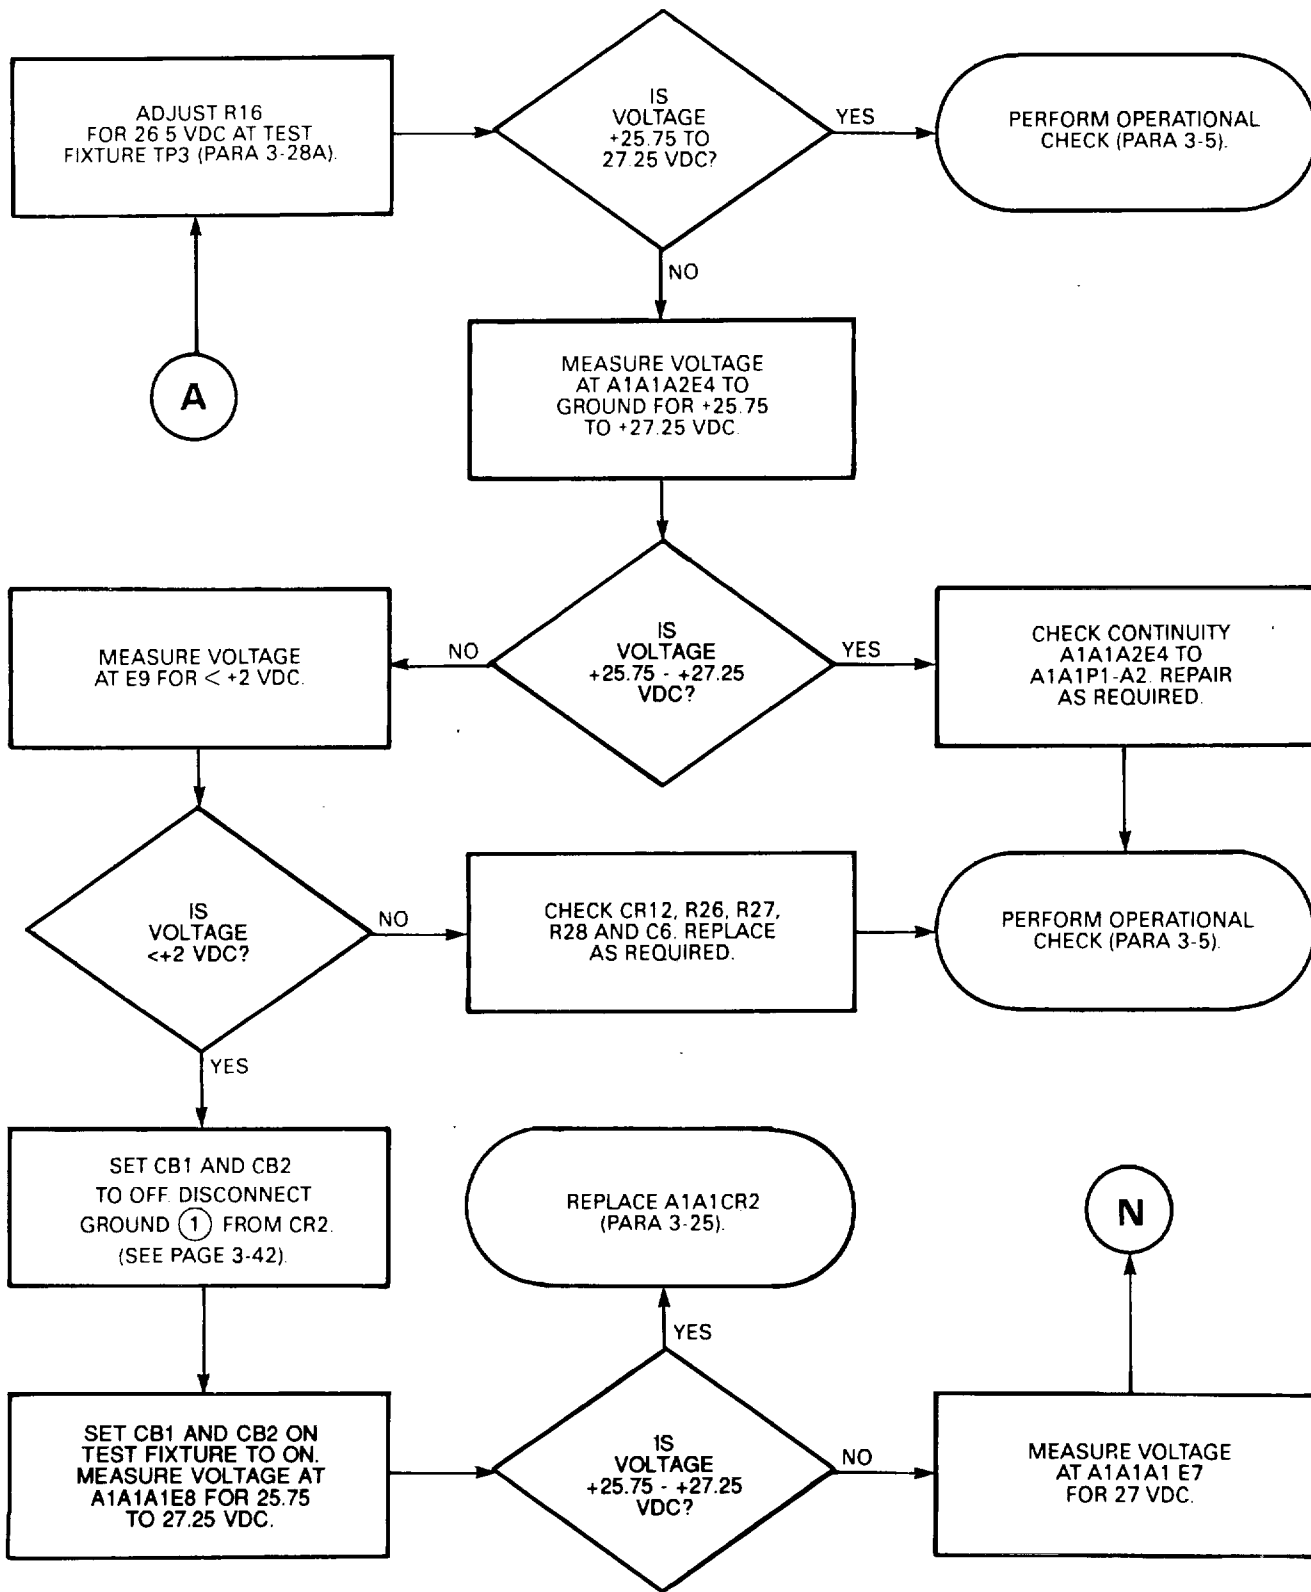 ADJUST R16
FOR 26 5 VDC AT TEST
FIXTURE TP3 (PARA 3-28A).
IS
VOLTAGE
+25.75 TO
27.25 VDC?
YES
PERFORM OPERATIONAL
CHECK (PARA 3-5).
NO
A
MEASURE VOLTAGE
AT A1A1A2E4 TO
GROUND FOR +25.75
TO +27.25 VDC.
IS
VOLTAGE
+25.75 - +27.25
VDC?
NO
YES
MEASURE VOLTAGE
AT E9 FOR < +2 VDC.
CHECK CONTINUITY
A1A1A2E4 TO
A1A1P1-A2. REPAIR
AS REQUIRED.
IS
VOLTAGE
<+2 VDC?
NO
CHECK CR12, R26, R27,
R28 AND C6. REPLACE
AS REQUIRED.
PERFORM OPERATIONAL
CHECK (PARA 3-5).
YES
SET CB1 AND CB2
TO OFF. DISCONNECT
GROUND 1 FROM CR2.
(SEE PAGE 3-42).
REPLACE A1A1CR2
(PARA 3-25).
N
YES
SET CB1 AND CB2 ON
TEST FIXTURE TO ON.
MEASURE VOLTAGE AT
A1A1A1E8 FOR 25.75
TO 27.25 VDC.
IS
VOLTAGE
+25.75 - +27.25
VDC?
NO
MEASURE VOLTAGE
AT A1A1A1 E7
FOR 27 VDC.